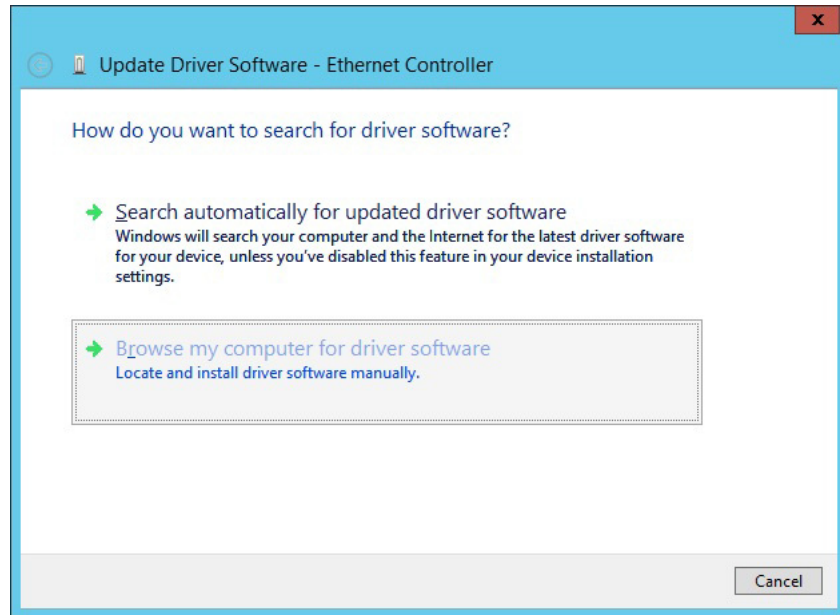 x
Update Driver Software - Ethernet Controller
How do you want to search for driver software?
Search automatically for updated driver software
Windows will search your computer and the Internet for the latest driver software
for your device, unless you've disabled this feature in your device installation
settings.
Browse my computer for driver software
Locate and install driver software manually.
Cancel